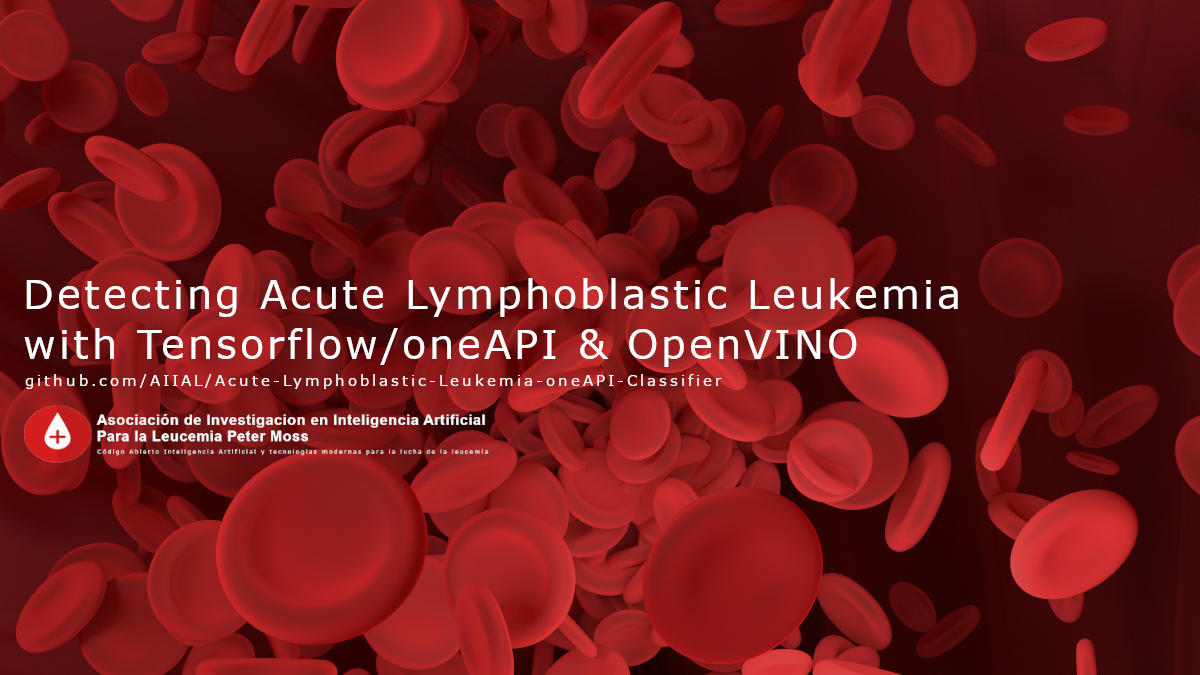 Detecting Acute Lymphoblastic Leukemia
with Tensorflow/oneAPI & OpenVINO
github.com/AIIAL/Acute-Lymphoblastic-Leukemia-oneAPI-Classifier
Asociación de Investigacion en Inteligencia Artificial
Para la Leucemia Peter Moss
Código Abierto Inteligencia Artificial y tecnologías modernas para la lucha de la leucemia